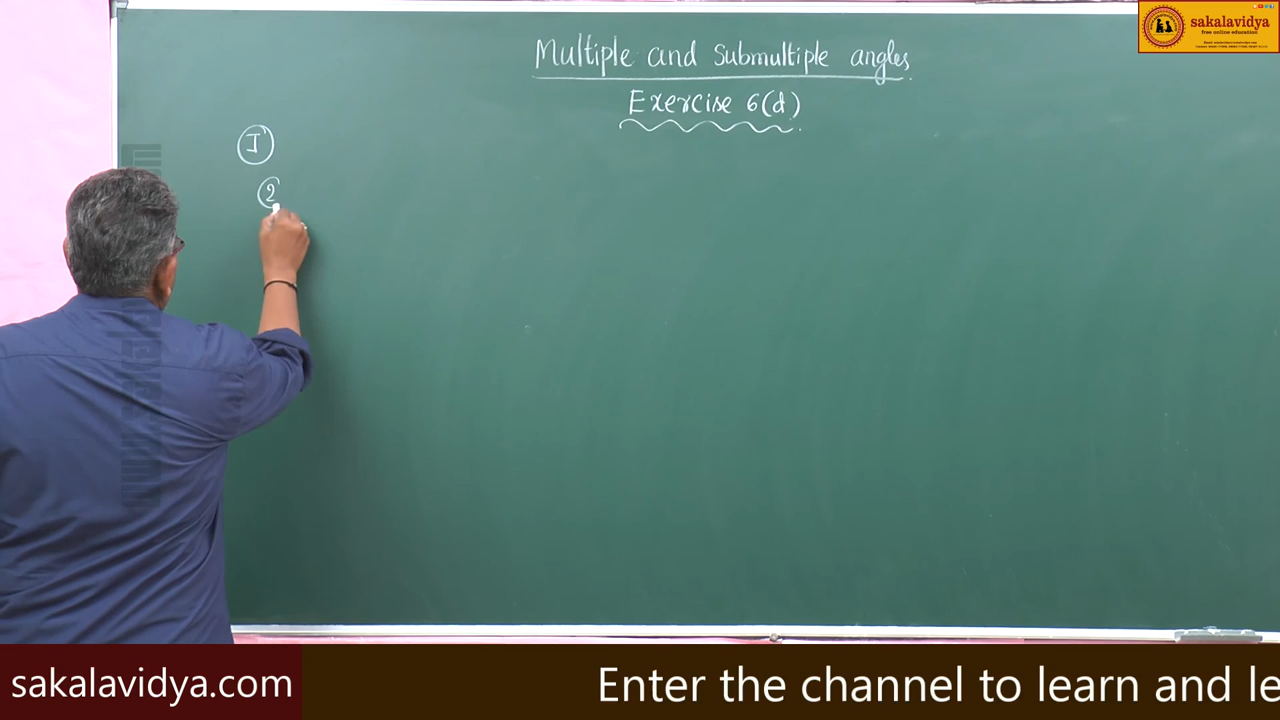 sakalavidya
free online education
Multiple and Submultiple angles
Exercise 6(d)
I
2
sakalavidya.com
Enter the channel to learn and le